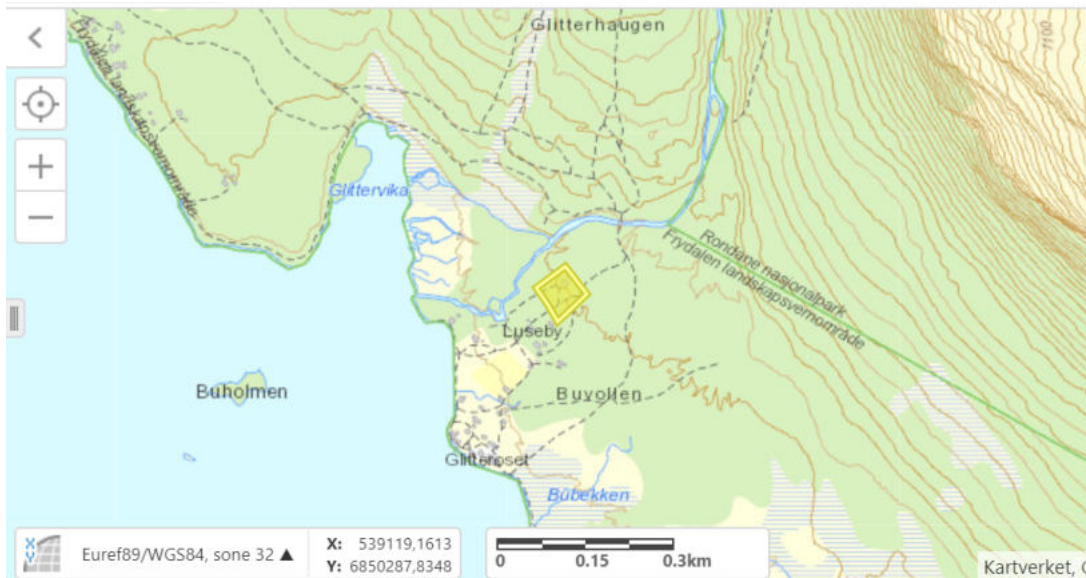 Glitterhaugen
1100
Frydalen landskapsvernområde
Glittervika
Rondane nasjonalpark
Frydalen landskapsvernområde
Luseby
Buholmen
Buvollen
Glitteroset
Bubekken
X Y
Euref89/WGS84, sone 32 ▲
X: 539119,1613
Y: 6850287,8348
0 0.15 0.3km
Kartverket,